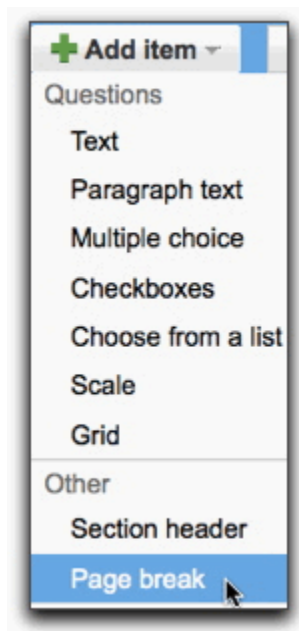 Add item
Questions
Text
Paragraph text
Multiple choice
Checkboxes
Choose from a list
Scale
Grid
Other
Section header
Page break